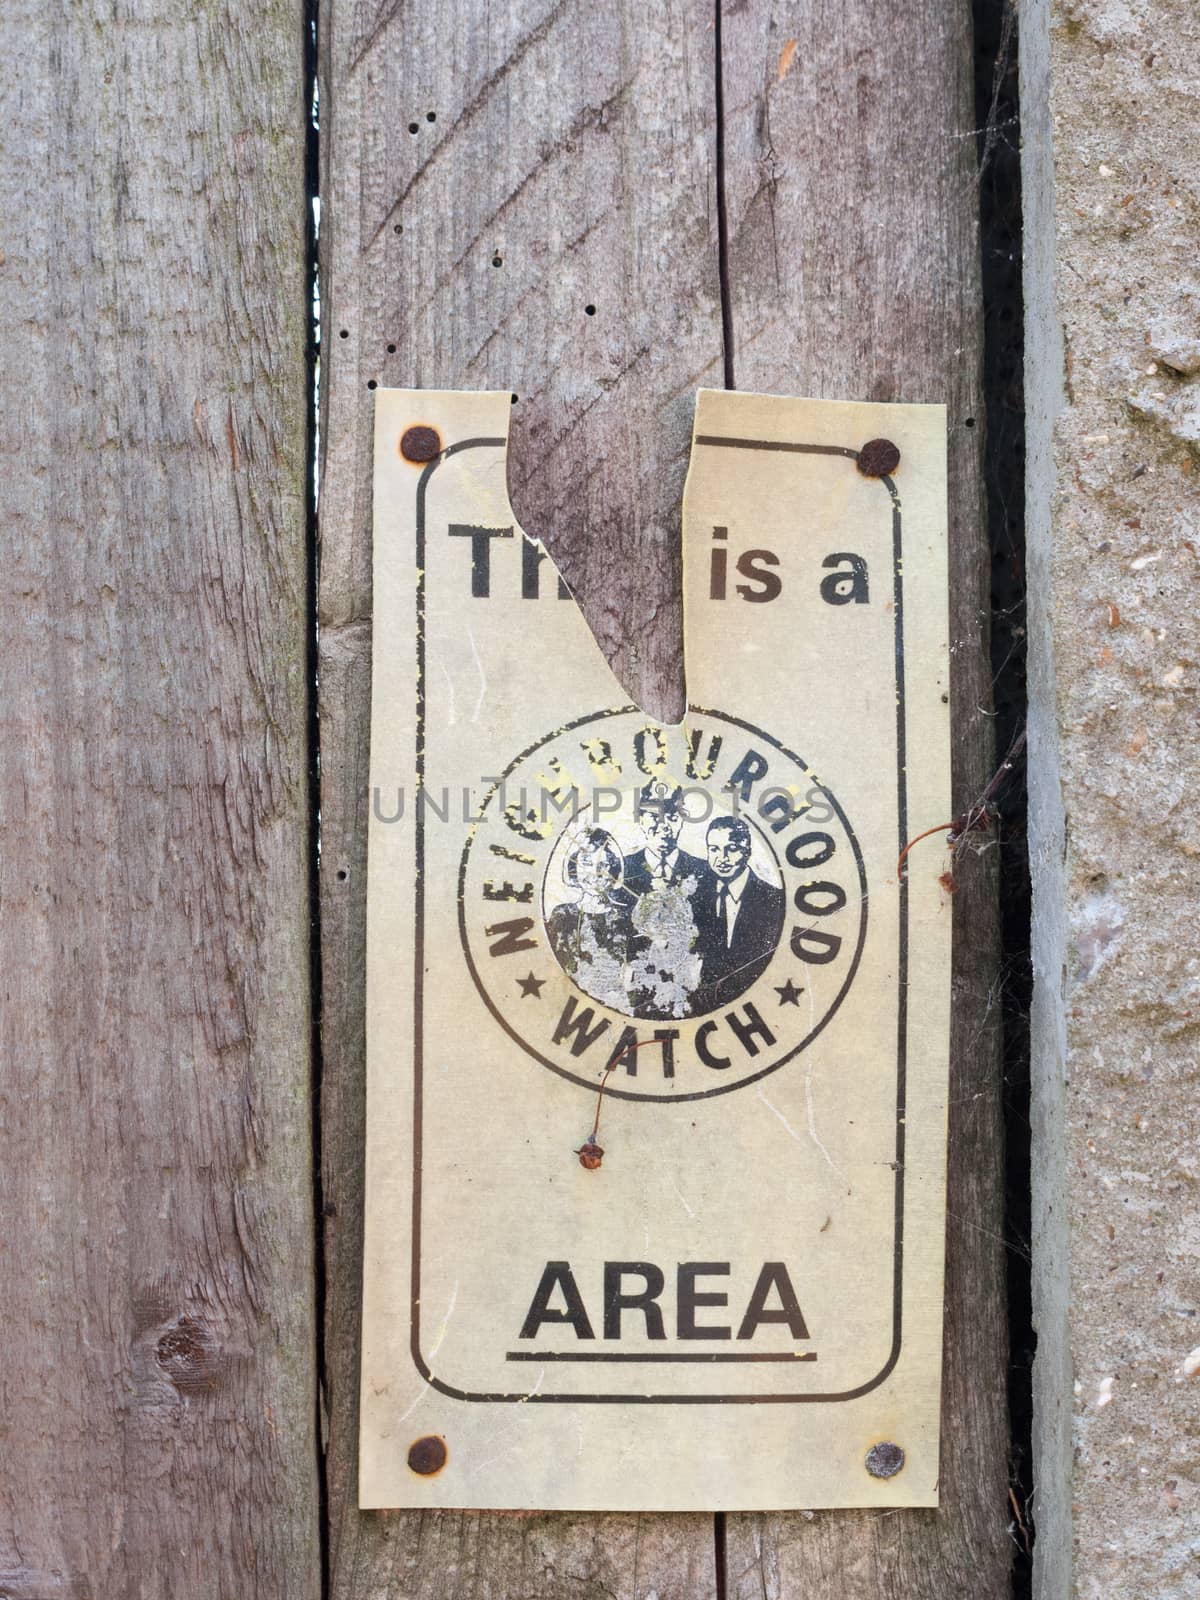 Th is a
NEIGHBOURHOOD
WATCH
AREA
UNLIMPHOTOS